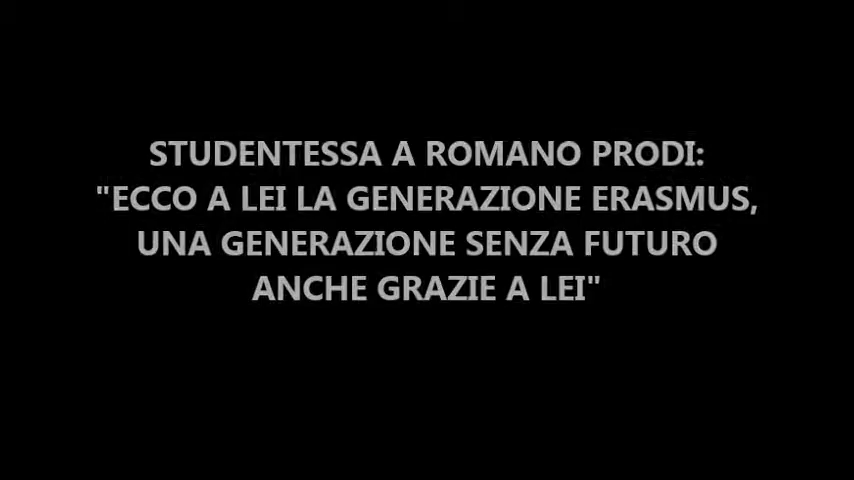 STUDENTESSA A ROMANO PRODI:
"ECCO A LEI LA GENERAZIONE ERASMUS,
UNA GENERAZIONE SENZA FUTURO
ANCHE GRAZIE A LEI"